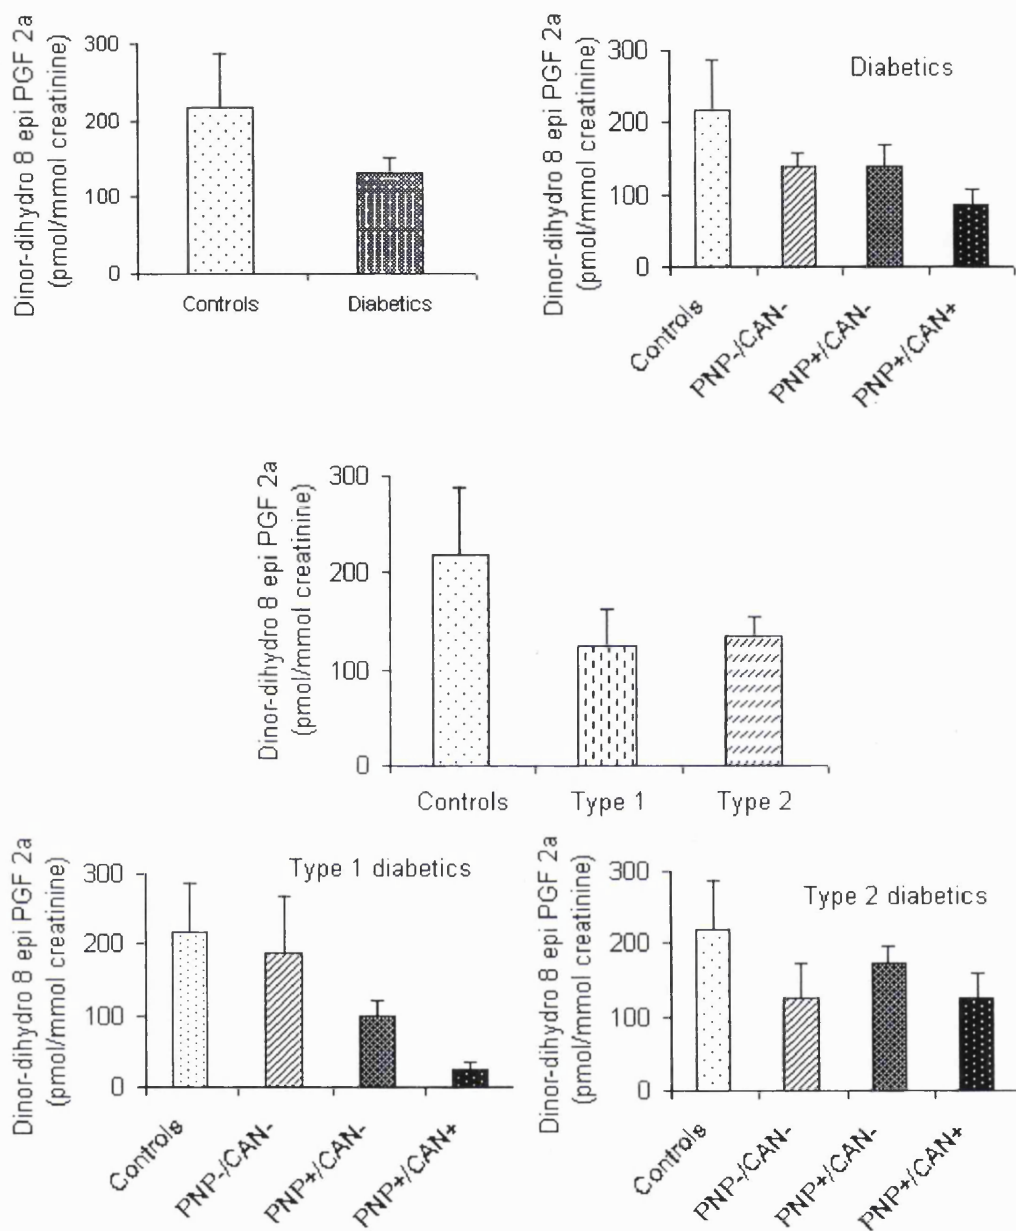 Dinor-dihydro 8 epi PGF 2a
(pmol/mmol creatinine)
300
200
100
0
Controls
Diabetics
Dinor-dihydro 8 epi PGF 2a
(pmol/mmol creatinine)
300
200
100
0
Diabetics
Controls
PNP-/CAN-
PNP+/CAN-
PNP+/CAN+
Dinor-dihydro 8 epi PGF 2a
(pmol/mmol creatinine)
300
200
100
0
Controls
Type 1
Type 2
Dinor-dihydro 8 epi PGF 2a
(pmol/mmol creatinine)
300
200
100
0
Type 1 diabetics
Controls
PNP-/CAN-
PNP+/CAN-
PNP+/CAN+
Dinor-dihydro 8 epi PGF 2a
(pmol/mmol creatinine)
300
200
100
0
Type 2 diabetics
Controls
PNP-/CAN-
PNP+/CAN-
PNP+/CAN+